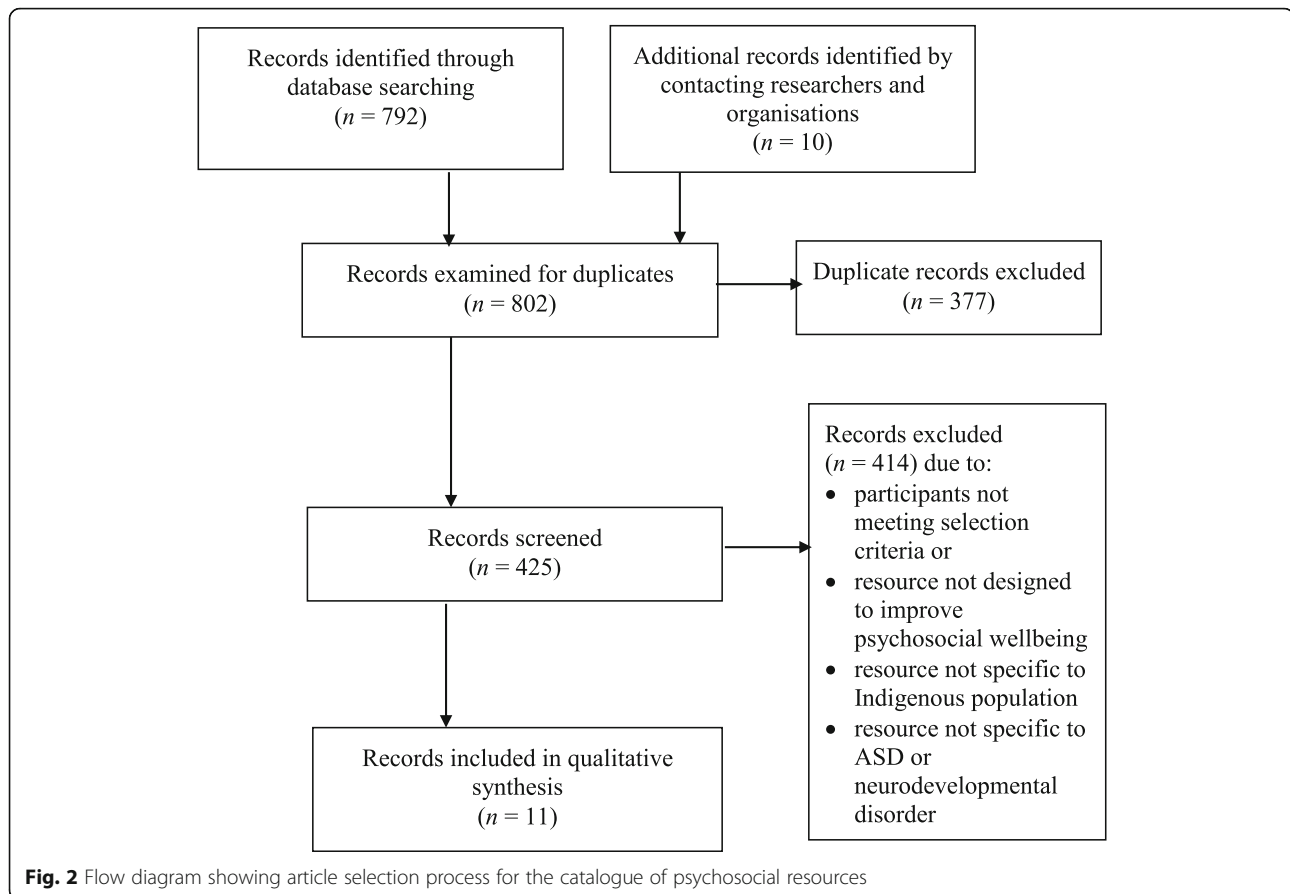 Records identified through
database searching
(n = 792)
Additional records identified by
contacting researchers and
organisations
(n = 10)
Records examined for duplicates
(n = 802)
Duplicate records excluded
(n = 377)
Records screened
(n = 425)
Records excluded
(n = 414) due to:
• participants not
meeting selection
criteria or
• resource not designed
to improve
psychosocial wellbeing
• resource not specific to
Indigenous population
• resource not specific to
ASD or
neurodevelopmental
disorder
Records included in qualitative
synthesis
(n = 11)
Fig. 2 Flow diagram showing article selection process for the catalogue of psychosocial resources